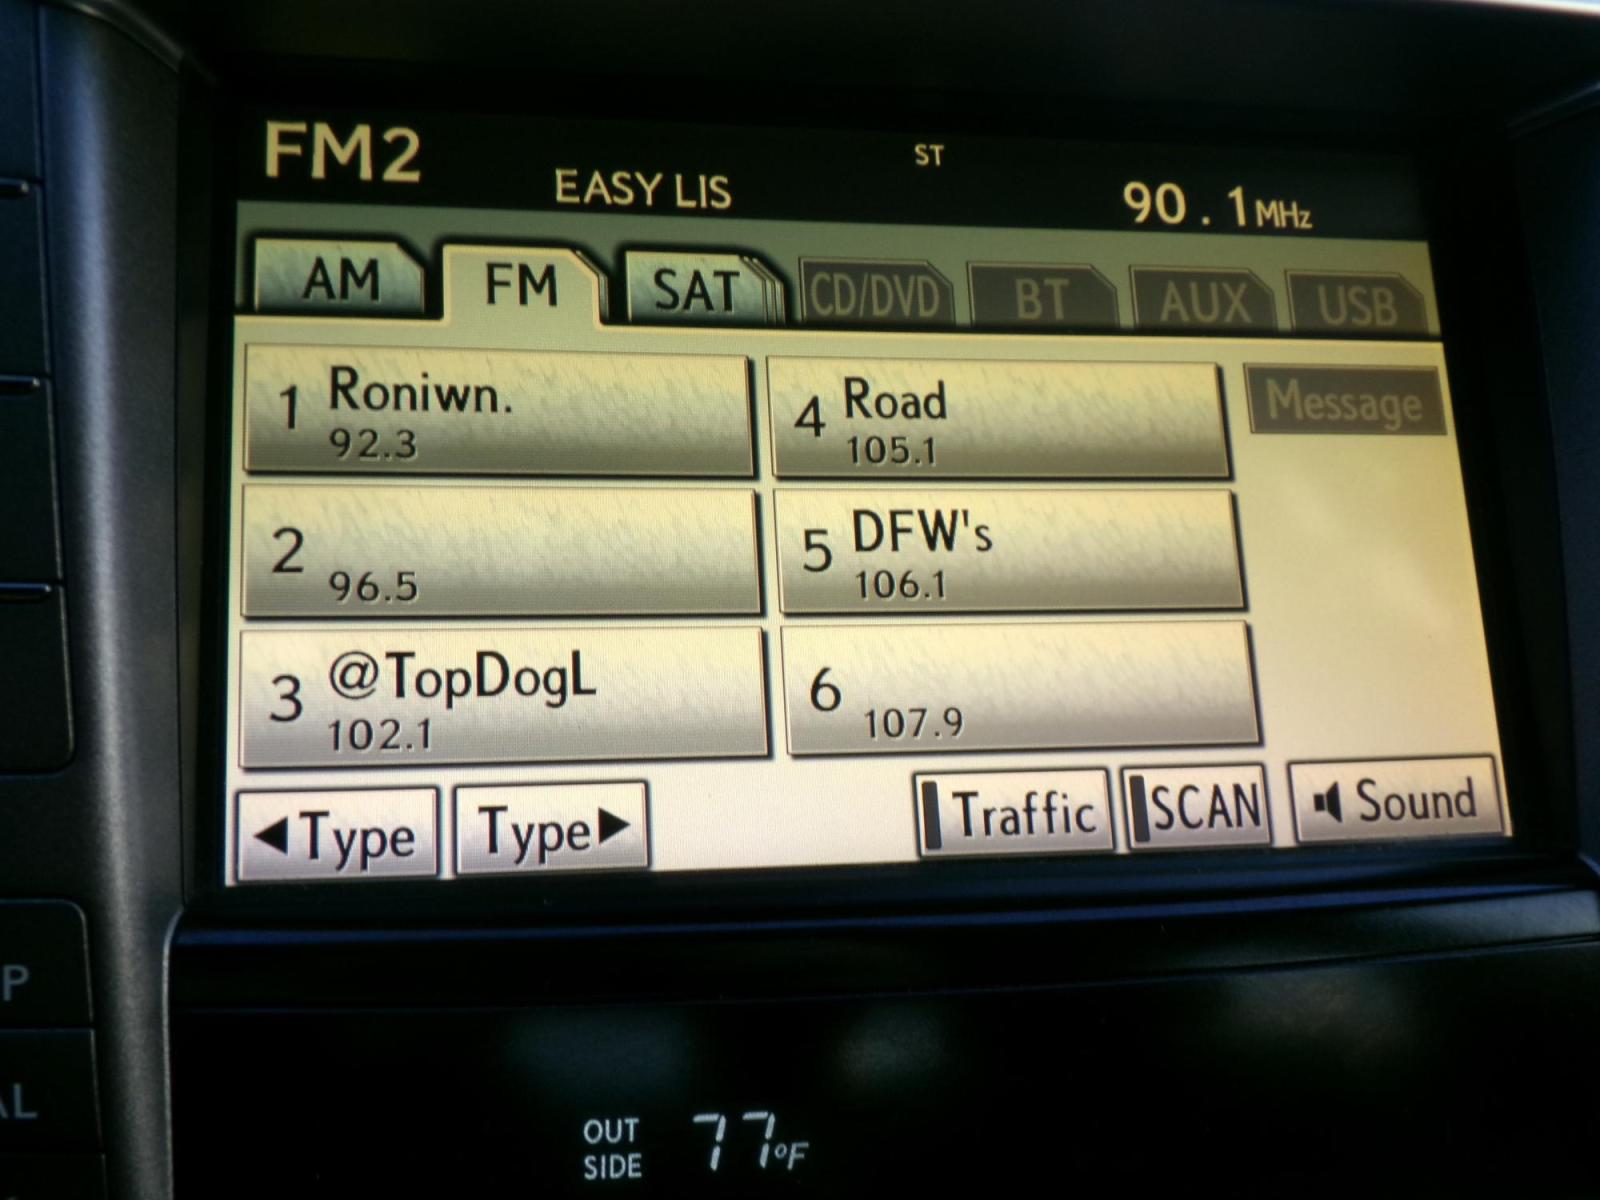 FM2
EASY LIS
ST
90.1MHz
AM FM SAT CD/DVD BT AUX USB
1 Roniwn.
92.3
4 Road
105.1
Message
2
96.5
5 DFW's
106.1
3 @TopDogL
102.1
6
107.9
◀Type
Type▶
Traffic
SCAN
Sound
P
AL
OUT
SIDE
77°F